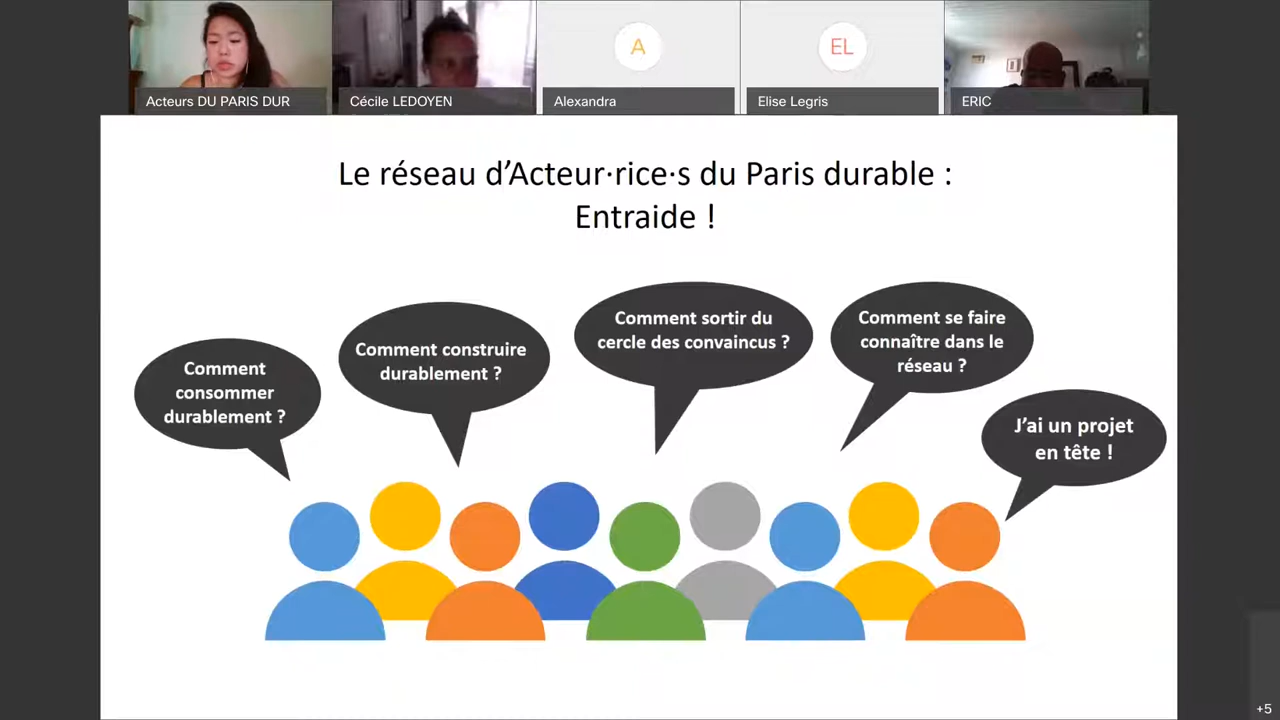 A
EL
Acteurs DU PARIS DUR
Cécile LEDOYEN
Alexandra
Elise Legris
ERIC
Le réseau d’Acteur·rice·s du Paris durable :
Entraide !
Comment
consommer
durablement ?
Comment construire
durablement ?
Comment sortir du
cercle des convaincus ?
Comment se faire
connaître dans le
réseau ?
J’ai un projet
en tête !
+5